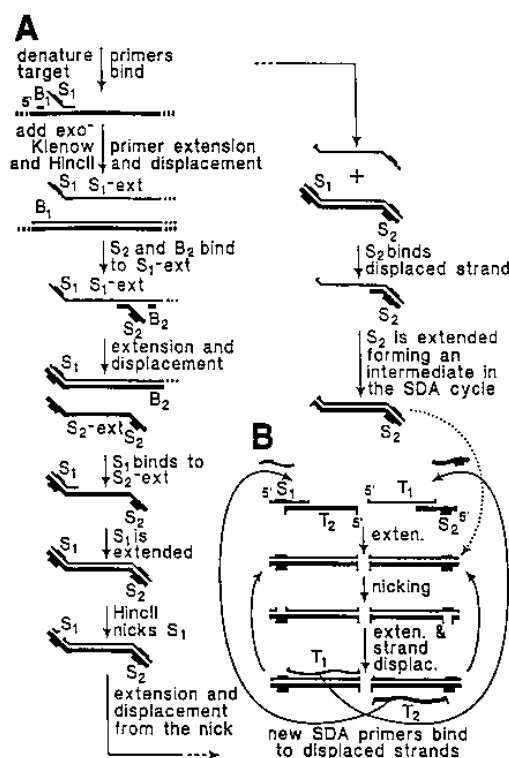 A
denature
target
primers
bind
5' B1 S1
add exo-
Klenow
and HincII
primer extension
and displacement
S1 S1-ext
B1
S2 and B2 bind
to S1-ext
S1 S1-ext
S2 B2
extension and
displacement
S1
B2
S2-ext S2
S1 binds to
S2-ext
S1
S2
S1 is
extended
S1
S2
HincII
nicks S1
S1
S2
extension and
displacement
from the nick
+
S1
S2
S2 binds
displaced strand
S2
S2 is extended
forming an
intermediate in
the SDA cycle
S2
B
5' S1 5' T1
T2 5' S2 5'
exten.
nicking
exten. &
strand
displac.
T1
T2
new SDA primers bind
to displaced strands